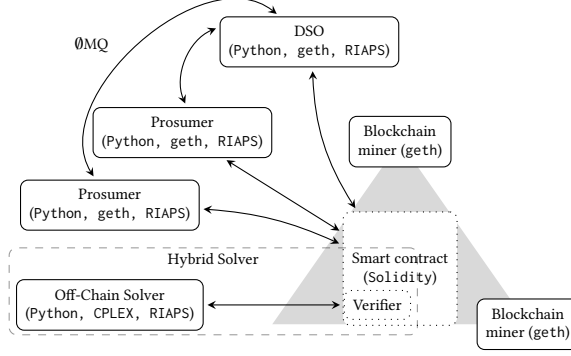 DSO
(Python, geth, RIAPS)
∅MQ
Prosumer
(Python, geth, RIAPS)
Blockchain
miner (geth)
Prosumer
(Python, geth, RIAPS)
Hybrid Solver
Smart contract
(Solidity)
Off-Chain Solver
(Python, CPLEX, RIAPS)
Verifier
Blockchain
miner (geth)